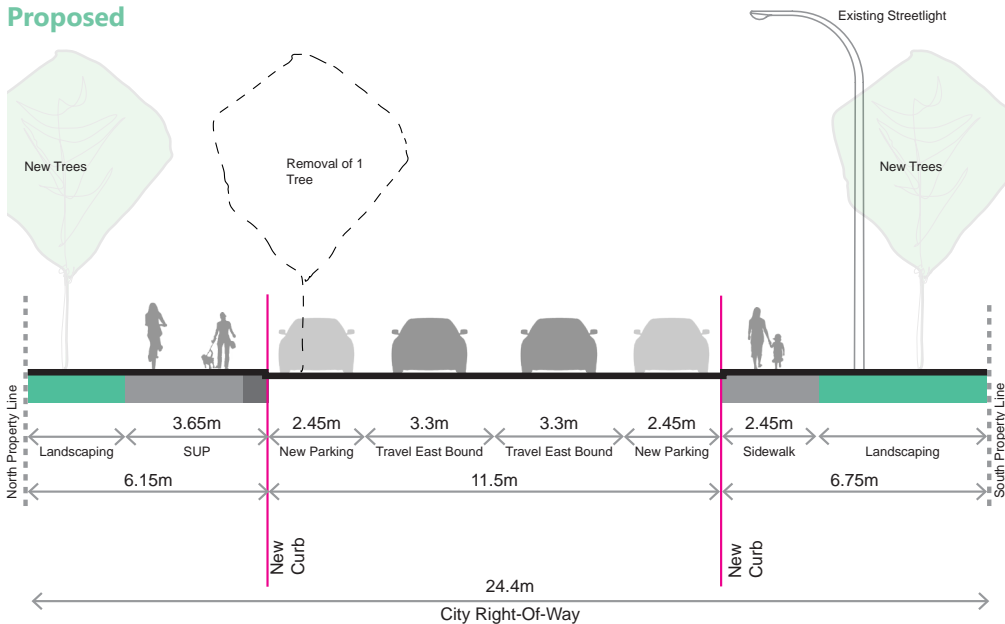 Proposed
Existing Streetlight
New Trees
Removal of 1
Tree
New Trees
North Property Line
South Property Line
3.65m
2.45m
3.3m
3.3m
2.45m
2.45m
Landscaping
SUP
New Parking
Travel East Bound
Travel East Bound
New Parking
Sidewalk
Landscaping
6.15m
11.5m
6.75m
New
Curb
New
Curb
24.4m
City Right-Of-Way